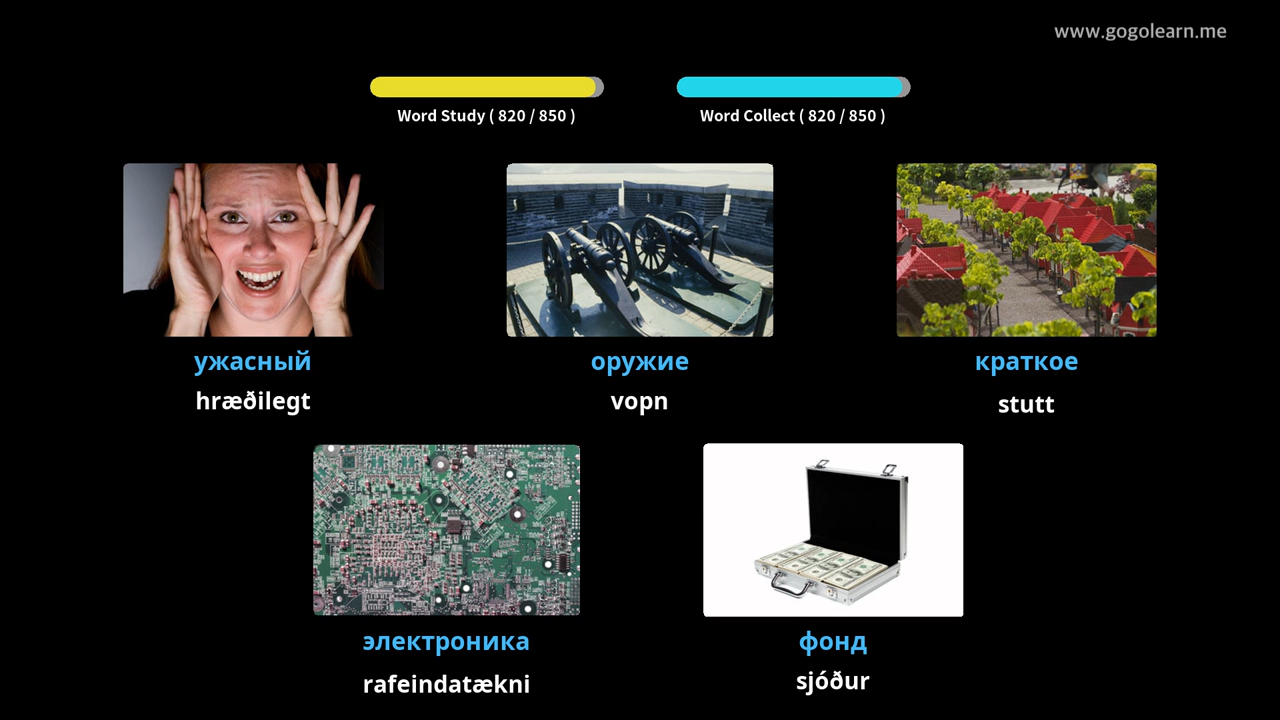 www.gogolearn.me
Word Study ( 820 / 850 )
Word Collect ( 820 / 850 )
ужасный
hræðilegt
оружие
vopn
краткое
stutt
электроника
rafeindatækni
фонд
sjóður